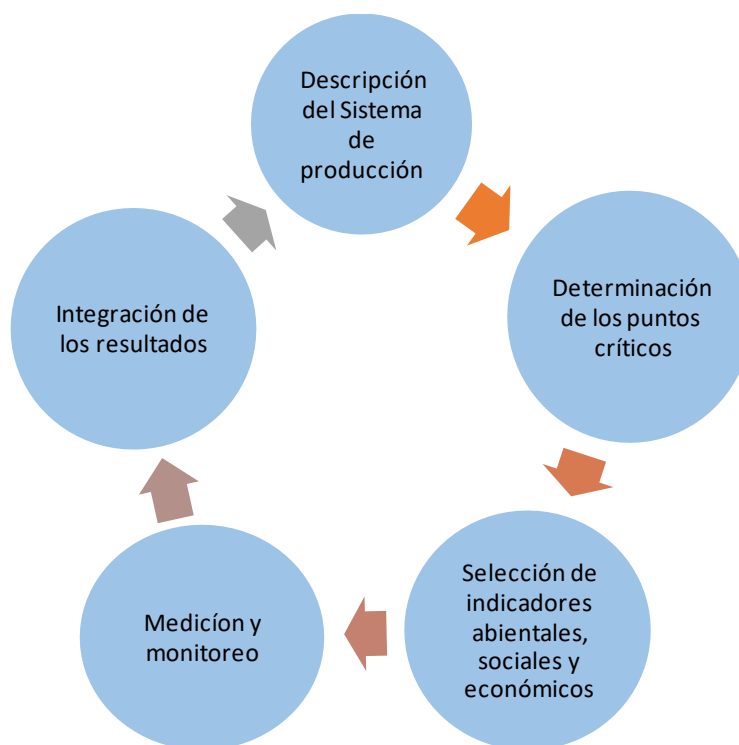 Descripción
del Sistema
de
producción
Determinación
de los puntos
críticos
Selección de
indicadores
abientales,
sociales y
económicos
Medicíon y
monitoreo
Integración de
los resultados